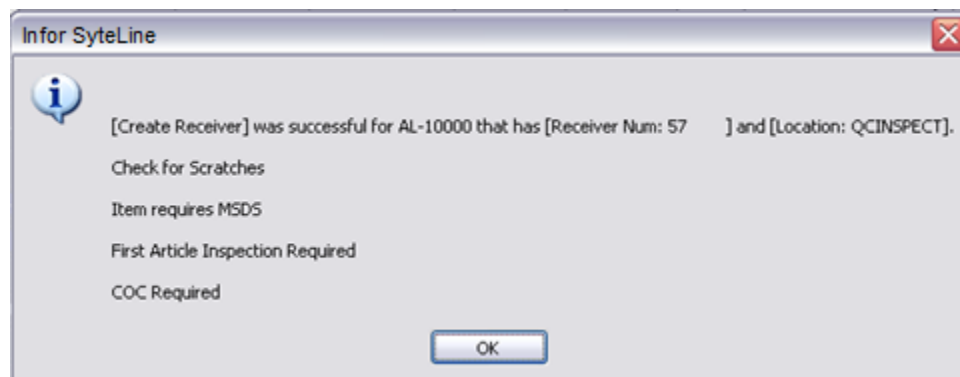 Infor SyteLine
[Create Receiver] was successful for AL-10000 that has [Receiver Num: 57 ] and [Location: QCINSPECT].
Check for Scratches
Item requires MSDS
First Article Inspection Required
COC Required
OK